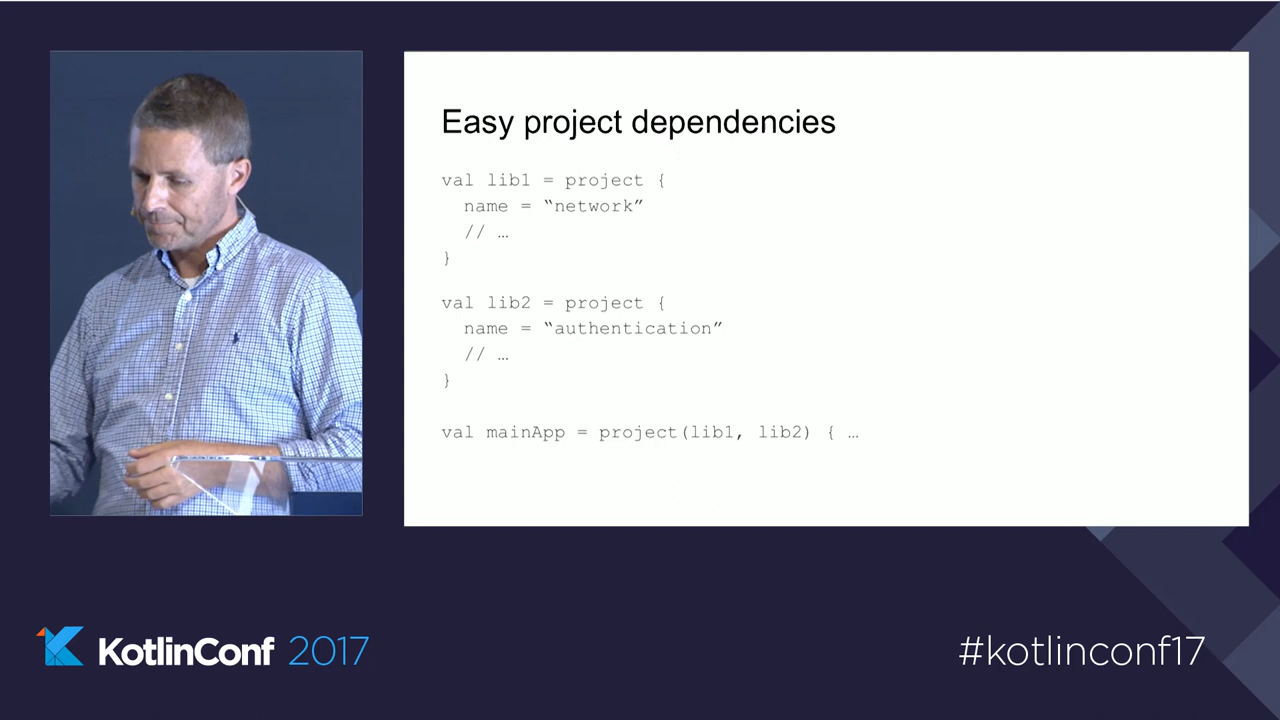 Easy project dependencies
val lib1 = project {
name = “network”
// …
}
val lib2 = project {
name = “authentication”
// …
}
val mainApp = project(lib1, lib2) { …
KotlinConf 2017
#kotlinconf17